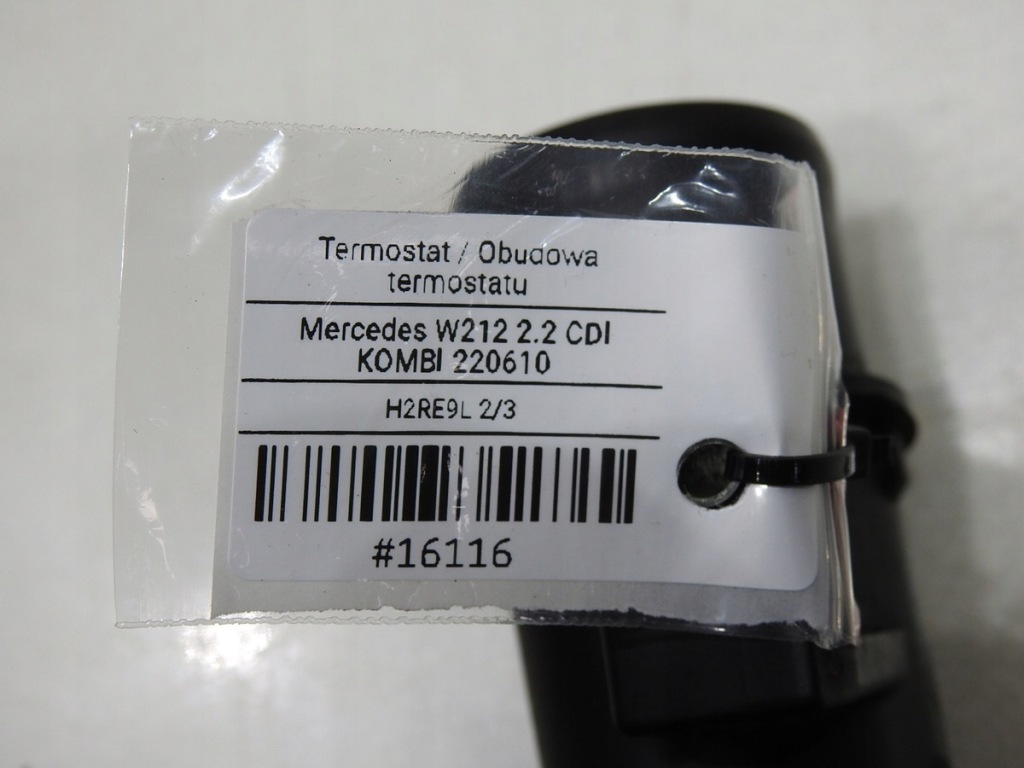 Termostat / Obudowa
termostatu
Mercedes W212 2.2 CDI
KOMBI 220610
H2RE9L 2/3
#16116